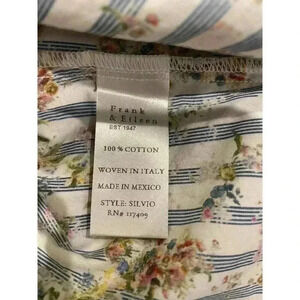 Frank
& Eileen
EST 1947
100 % COTTON
WOVEN IN ITALY
MADE IN MEXICO
STYLE: SILVIO
RN# 117409